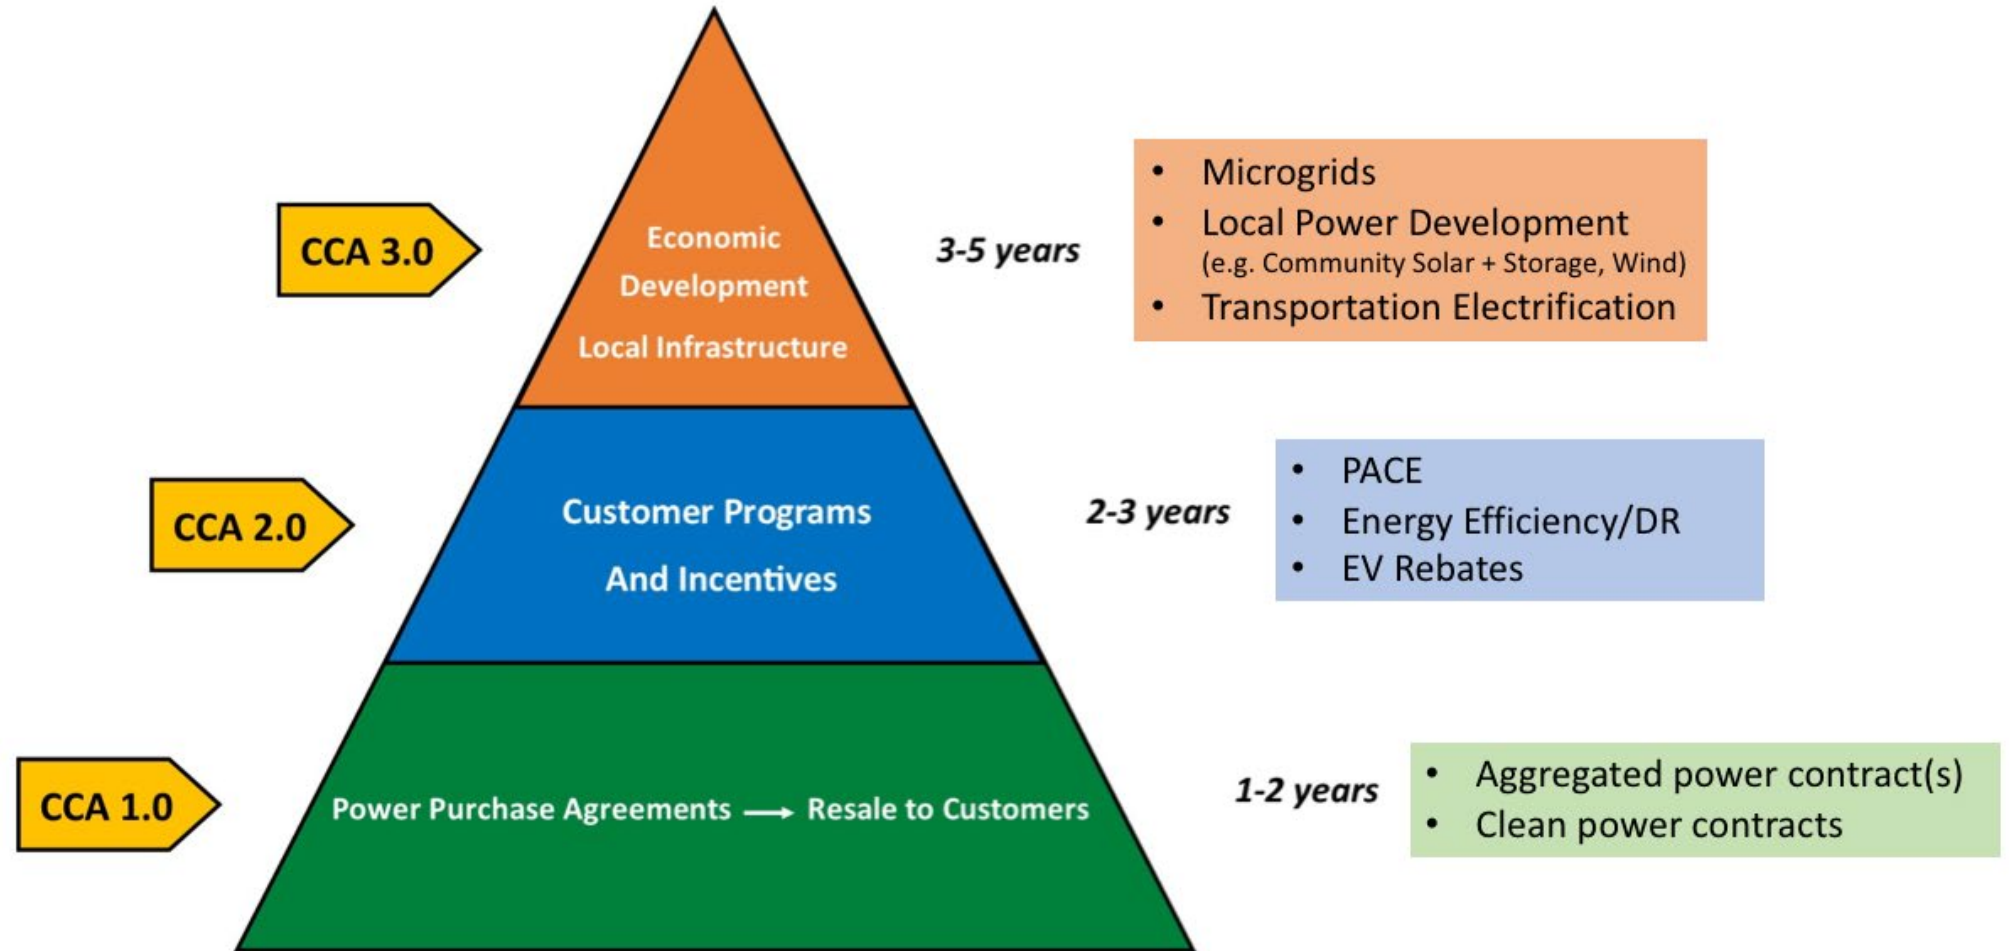 CCA 3.0
Economic
Development
Local Infrastructure
3-5 years
• Microgrids
• Local Power Development
(e.g. Community Solar + Storage, Wind)
• Transportation Electrification
CCA 2.0
Customer Programs
And Incentives
2-3 years
• PACE
• Energy Efficiency/DR
• EV Rebates
CCA 1.0
Power Purchase Agreements → Resale to Customers
1-2 years
• Aggregated power contract(s)
• Clean power contracts